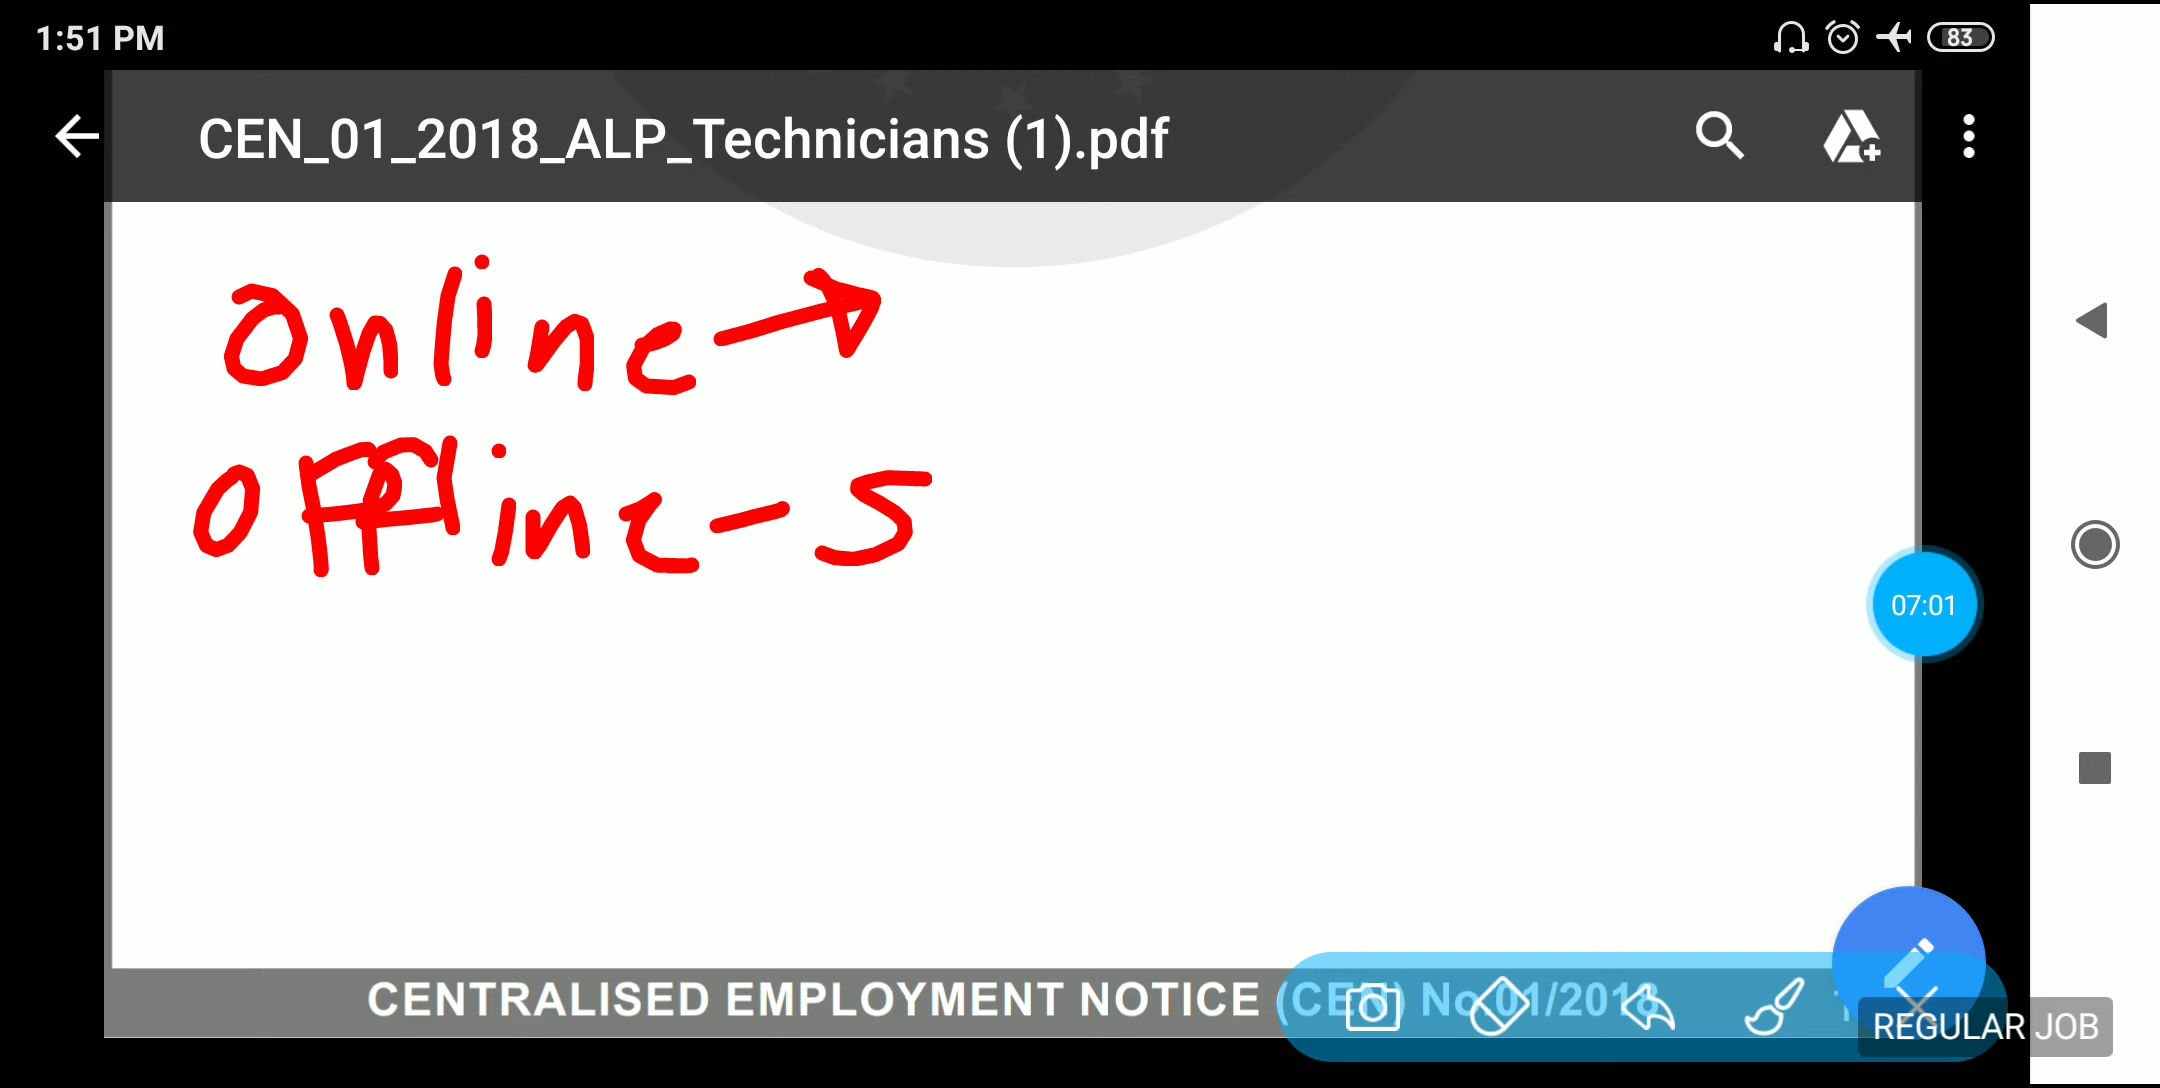 1:51 PM
83
CEN_01_2018_ALP_Technicians (1).pdf
online →
offline - 5
07:01
CENTRALISED EMPLOYMENT NOTICE (CEN) No 01/2018
REGULAR JOB